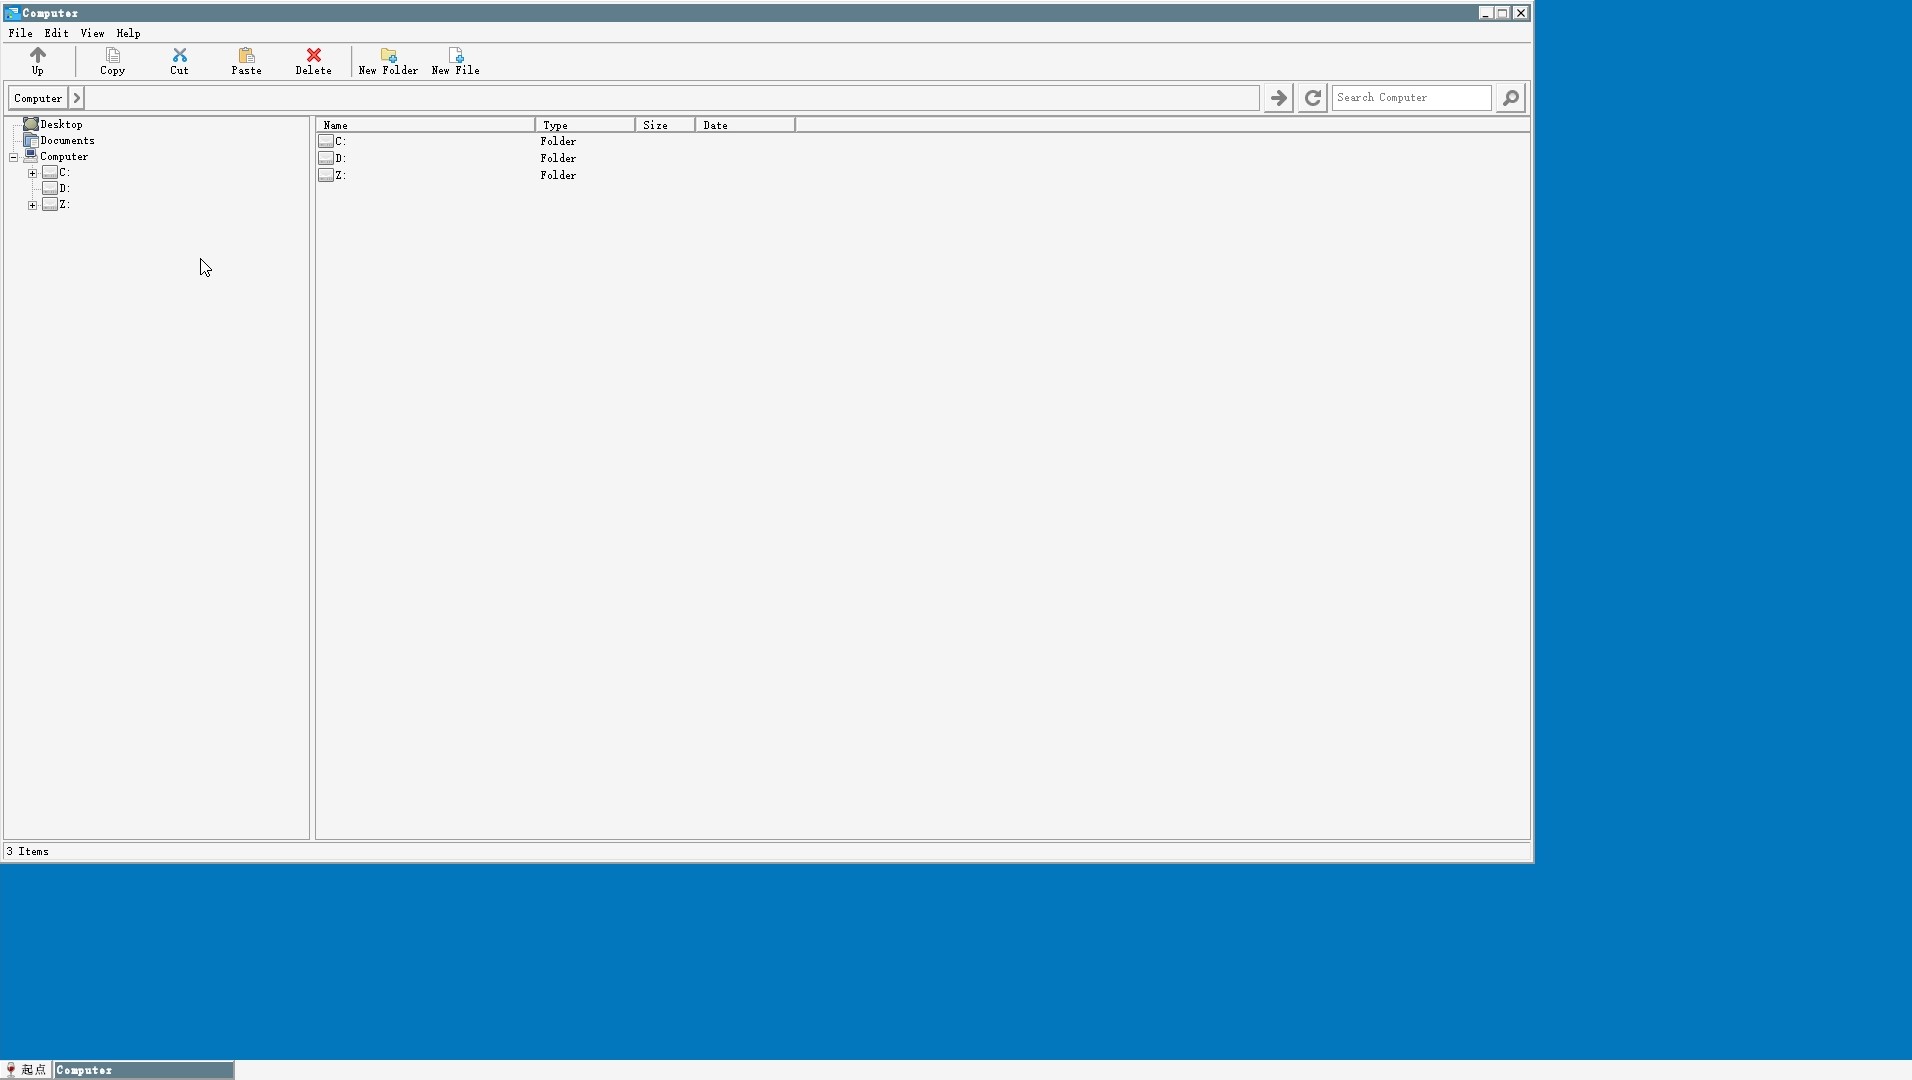 Computer
File Edit View Help
Up Copy Cut Paste Delete New Folder New File
Computer Search Computer
Desktop
Documents
Computer
C:
D:
Z:
Name Type Size Date
C: Folder
D: Folder
Z: Folder
3 Items
起点 Computer